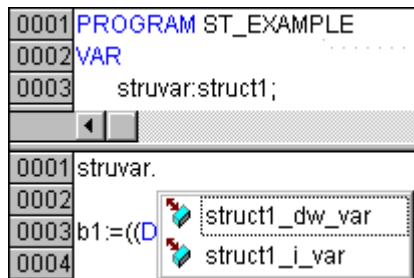 0001 PROGRAM ST_EXAMPLE
0002 VAR
0003 struvar:struct1;
0001 struvar.
0002
struct1_dw_var
0003 b1:=((D
struct1_i_var
0004